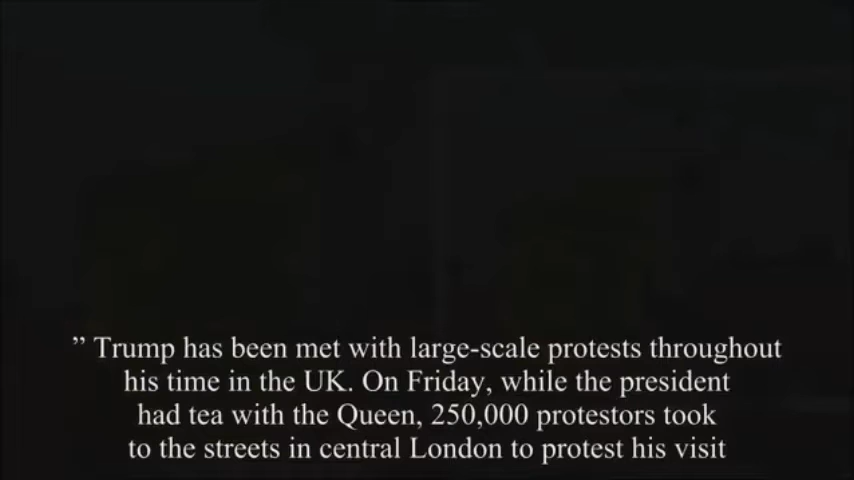 ” Trump has been met with large-scale protests throughout
his time in the UK. On Friday, while the president
had tea with the Queen, 250,000 protestors took
to the streets in central London to protest his visit